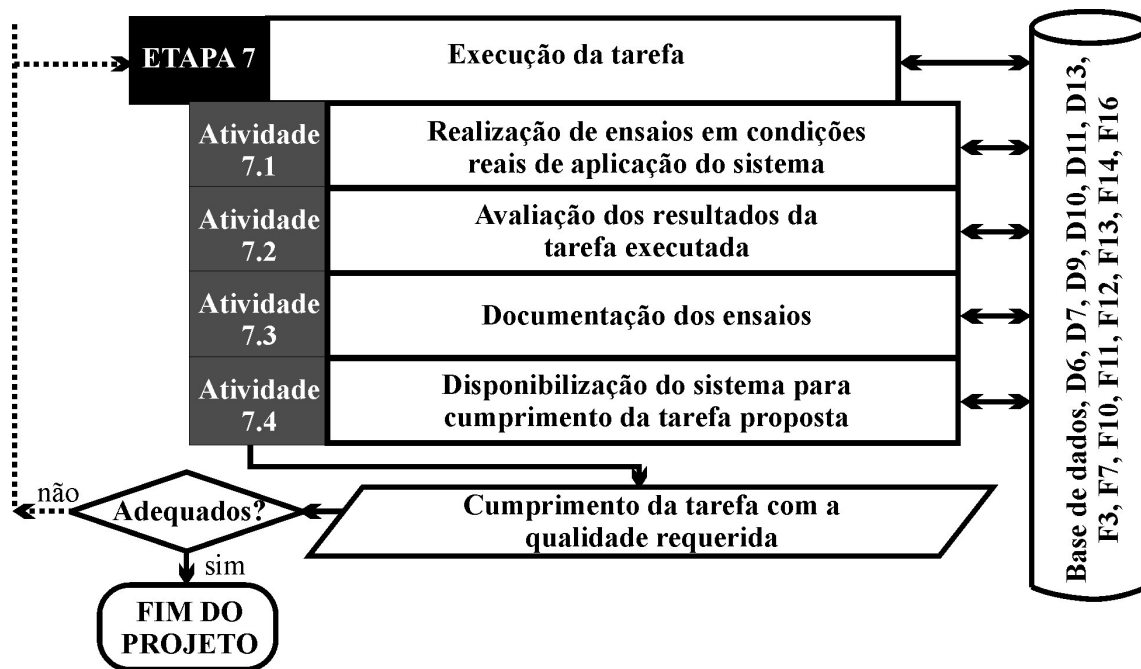 ETAPA 7
Execução da tarefa
Atividade
7.1
Realização de ensaios em condições
reais de aplicação do sistema
Atividade
7.2
Avaliação dos resultados da
tarefa executada
Atividade
7.3
Documentação dos ensaios
Atividade
7.4
Disponibilização do sistema para
cumprimento da tarefa proposta
Cumprimento da tarefa com a
qualidade requerida
Adequados?
não
sim
FIM DO
PROJETO
Base de dados, D6, D7, D9, D10, D11, D13,
F3, F7, F10, F11, F12, F13, F14, F16